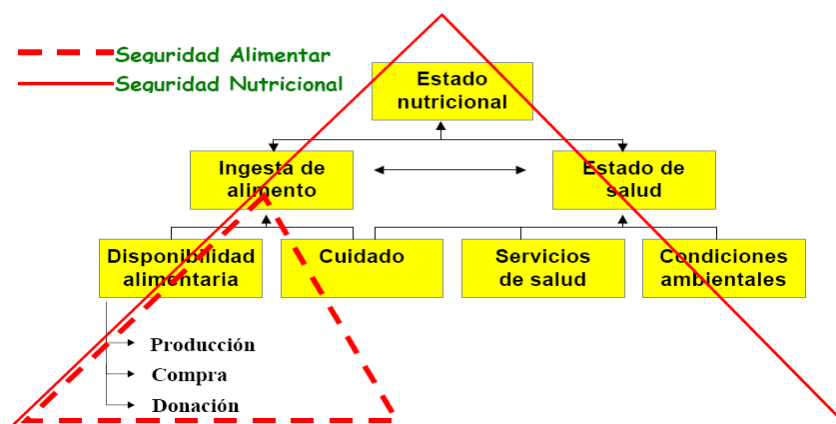 Seguridad Alimentar
Seguridad Nutricional
Estado
nutricional
Ingesta de
alimento
Estado de
salud
Disponibilidad
alimentaria
Cuidado
Servicios
de salud
Condiciones
ambientales
Producción
Compra
Donación